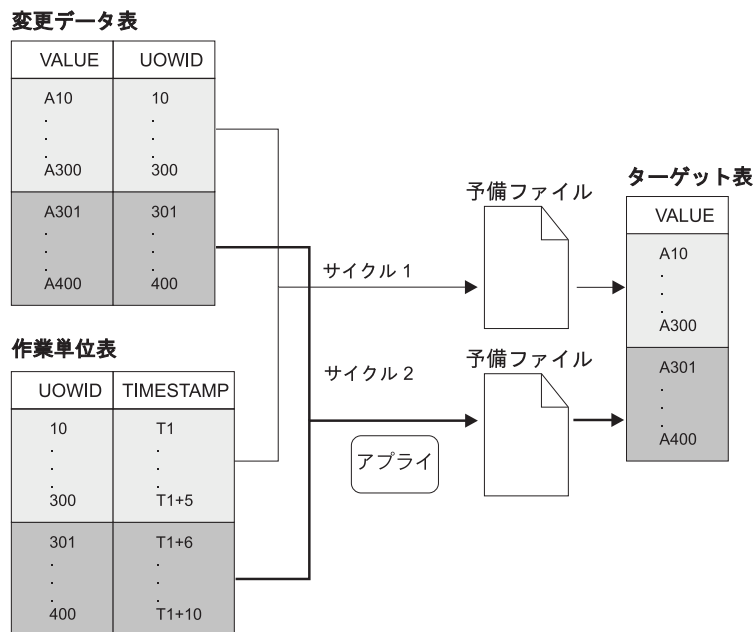 変更データ表
VALUE UOWID
A10 10
. .
. .
. .
A300 300
A301 301
. .
. .
. .
A400 400
作業単位表
UOWID TIMESTAMP
10 T1
. .
. .
. .
300 T1+5
301 T1+6
. .
. .
. .
400 T1+10
サイクル 1
サイクル 2
アプライ
予備ファイル
予備ファイル
ターゲット表
VALUE
A10
.
.
.
A300
A301
.
.
.
A400